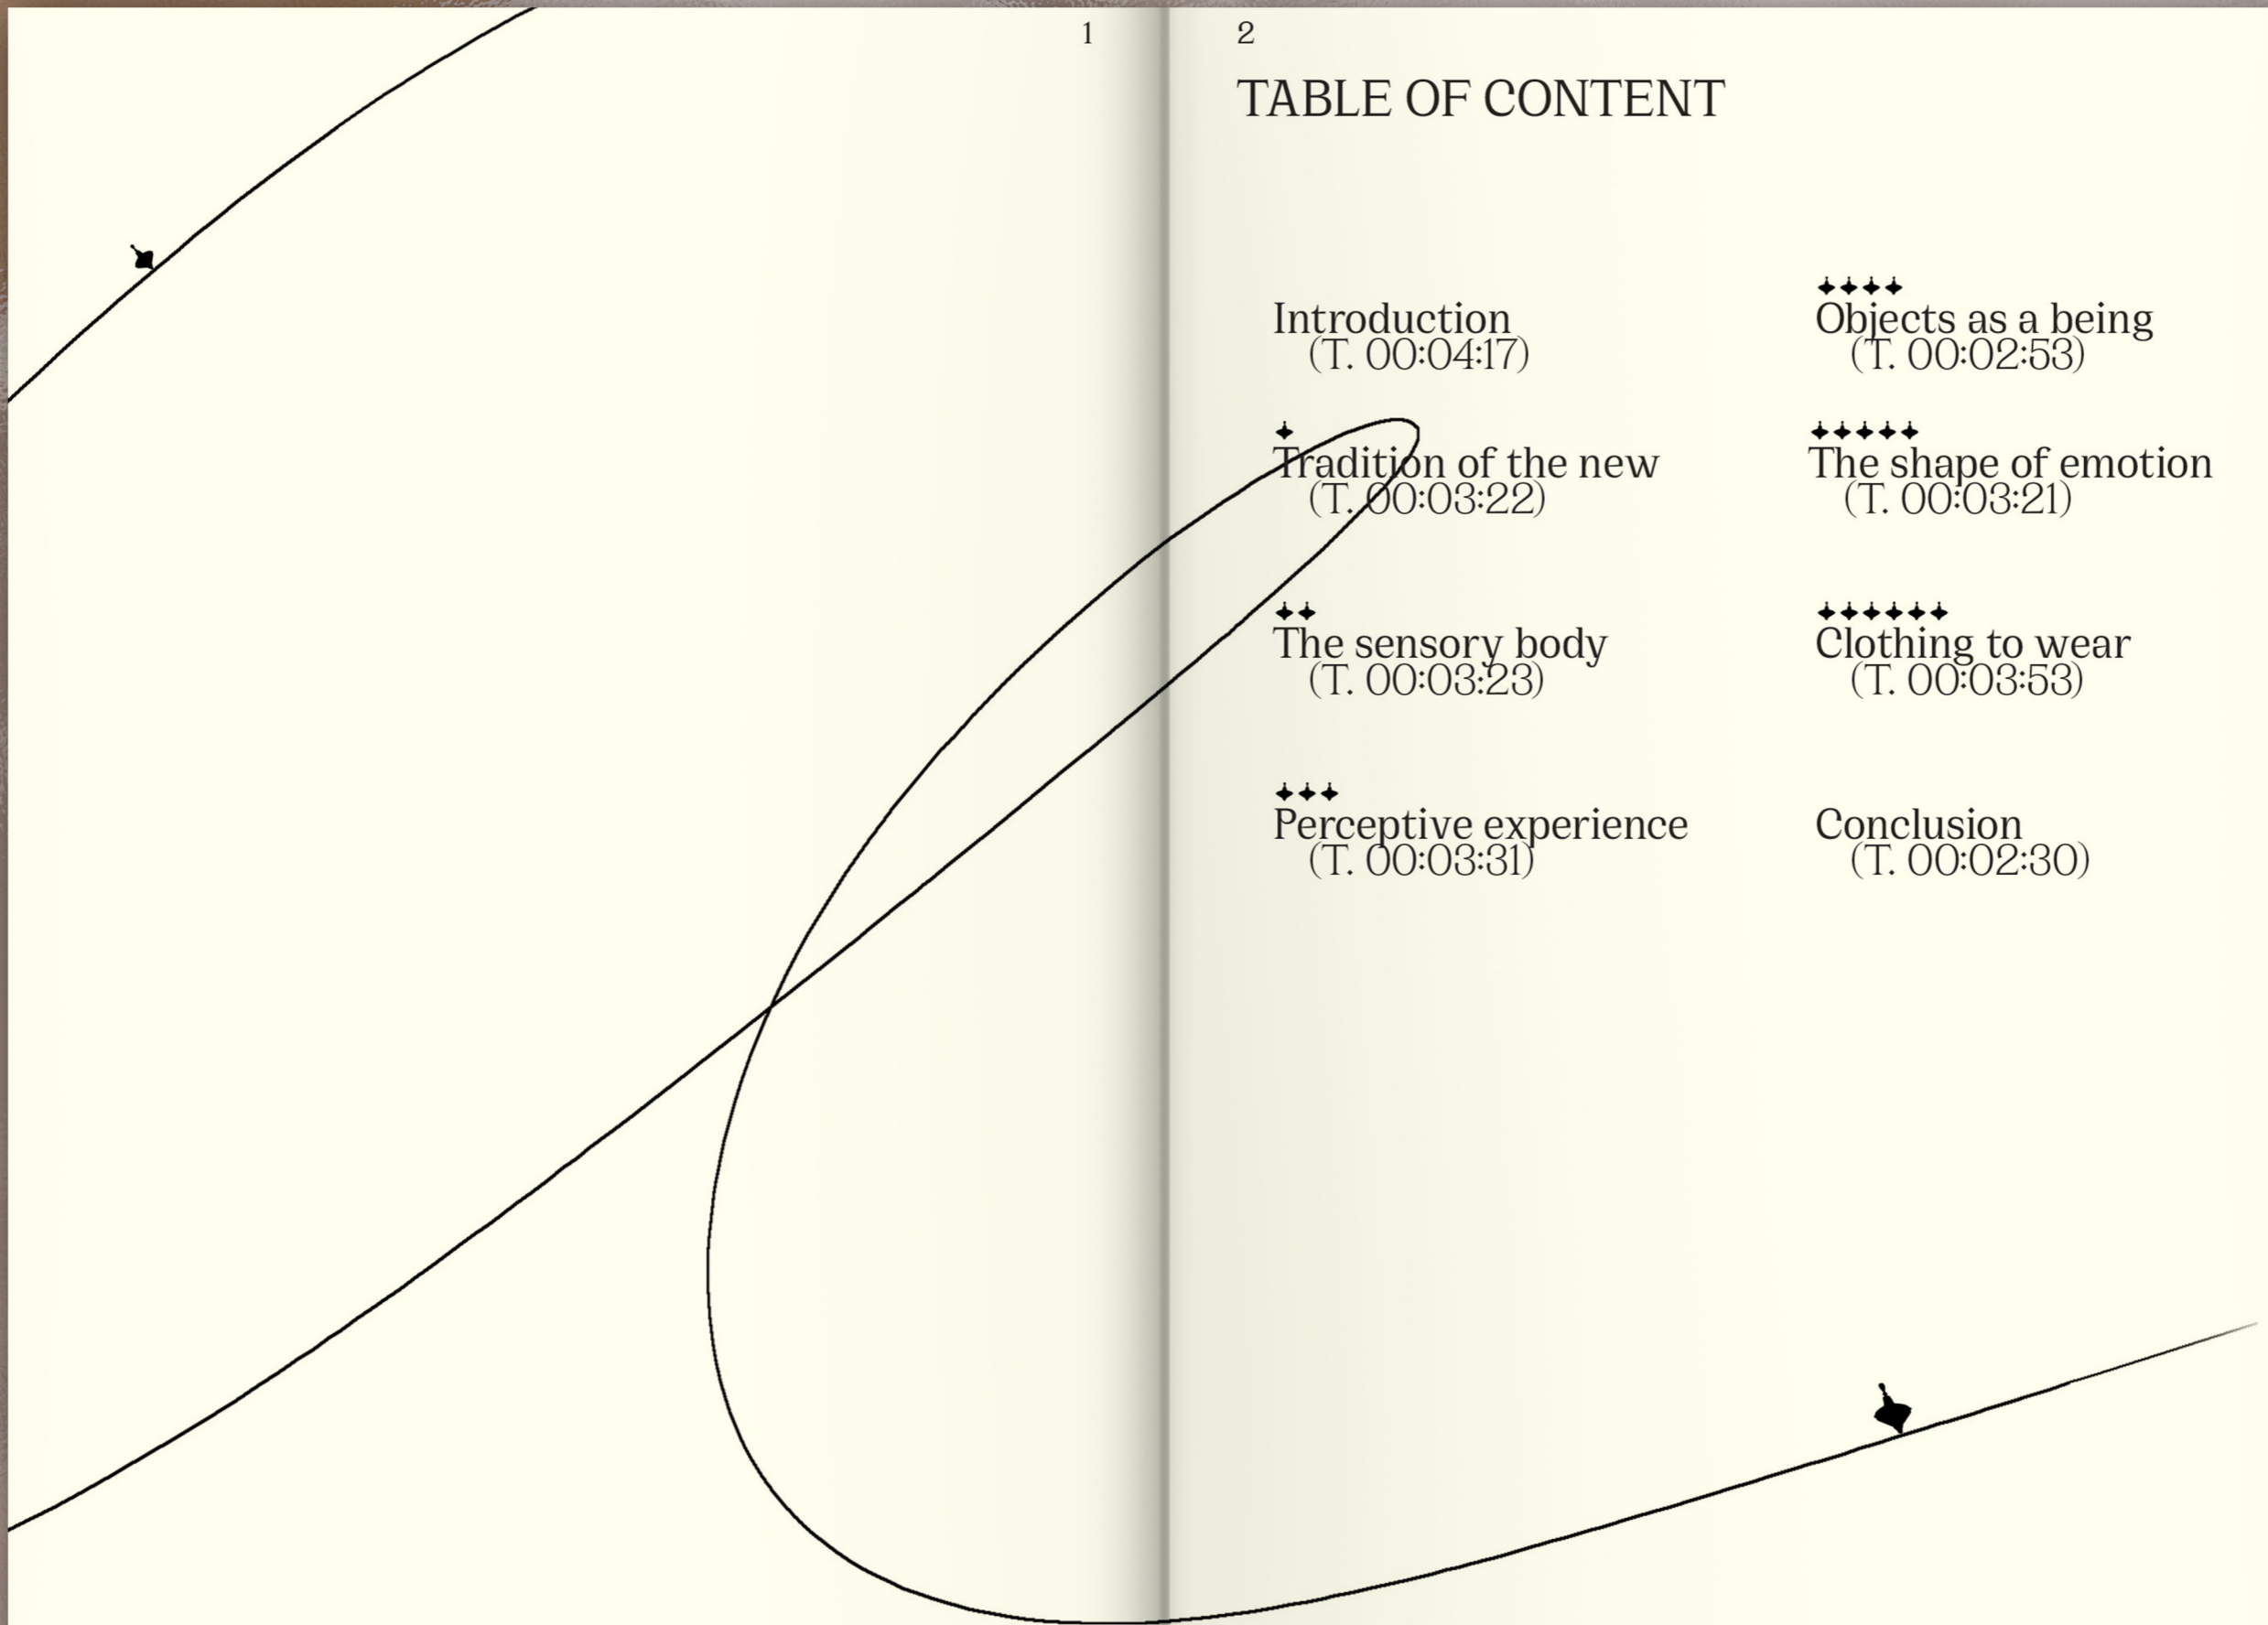 1
2
TABLE OF CONTENT
Introduction
(T. 00:04:17)
Tradition of the new
(T. 00:03:22)
The sensory body
(T. 00:03:23)
Perceptive experience
(T. 00:03:31)
Objects as a being
(T. 00:02:53)
The shape of emotion
(T. 00:03:21)
Clothing to wear
(T. 00:03:53)
Conclusion
(T. 00:02:30)